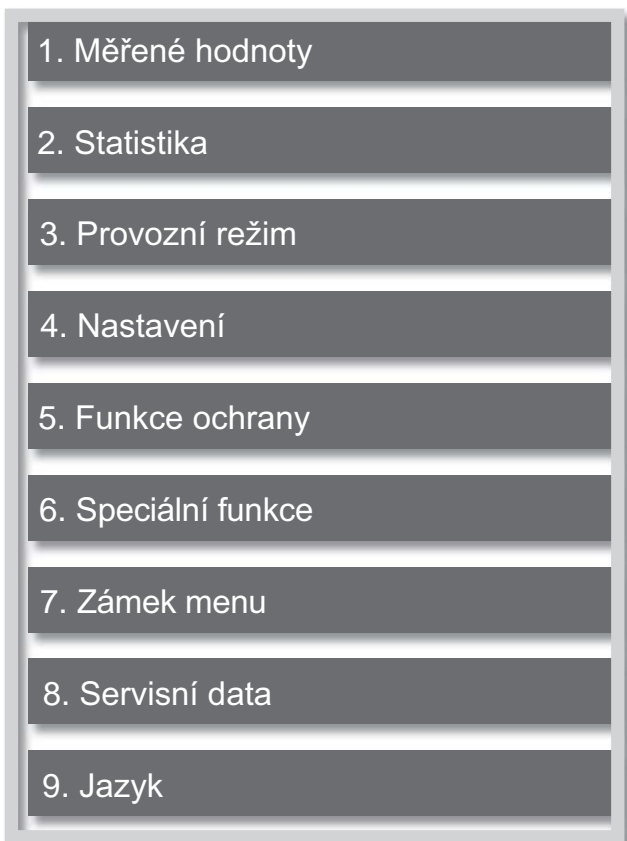 1. Měřené hodnoty
2. Statistika
3. Provozní režim
4. Nastavení
5. Funkce ochrany
6. Speciální funkce
7. Zámek menu
8. Servisní data
9. Jazyk